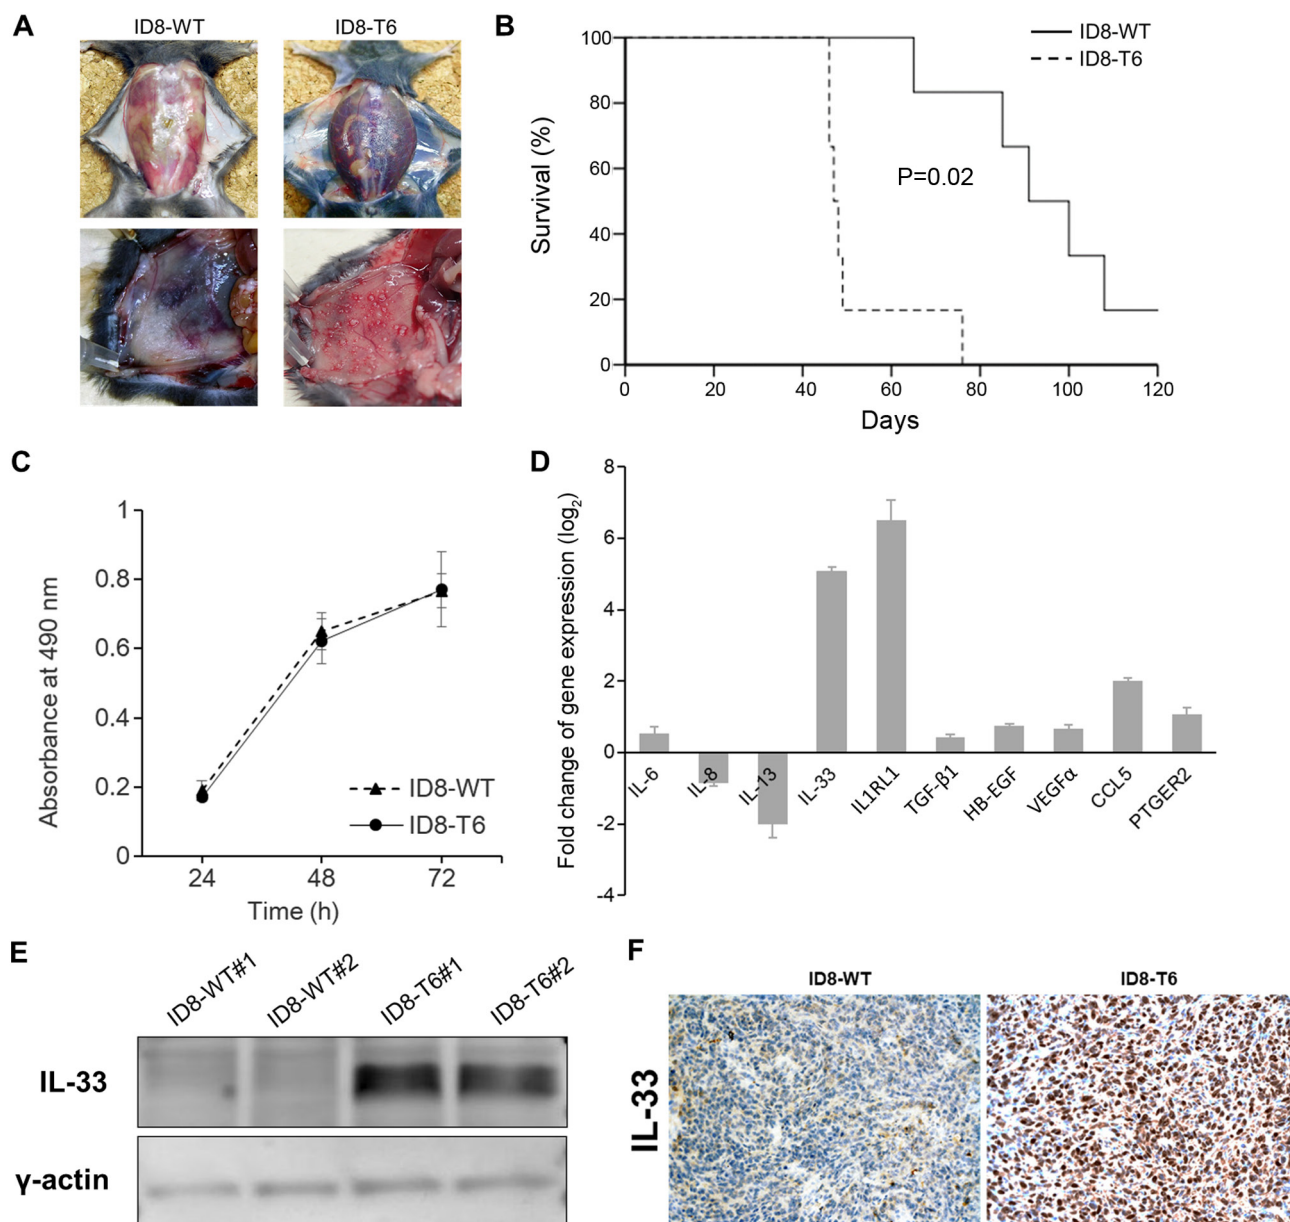 A
ID8-WT
ID8-T6
B
ID8-WT
ID8-T6
100
80
60
40
20
0
Survival (%)
P=0.02
0
20
40
60
80
100
120
Days
C
1
0.8
0.6
0.4
0.2
0
Absorbance at 490 nm
ID8-WT
ID8-T6
24
48
72
Time (h)
D
8
6
4
2
0
-2
-4
Fold change of gene expression (log₂)
IL-6
IL-8
IL-13
IL-33
IL1RL1
TGF-β1
HB-EGF
VEGFα
CCL5
PTGER2
E
ID8-WT#1
ID8-WT#2
ID8-T6#1
ID8-T6#2
IL-33
γ-actin
F
ID8-WT
ID8-T6
IL-33